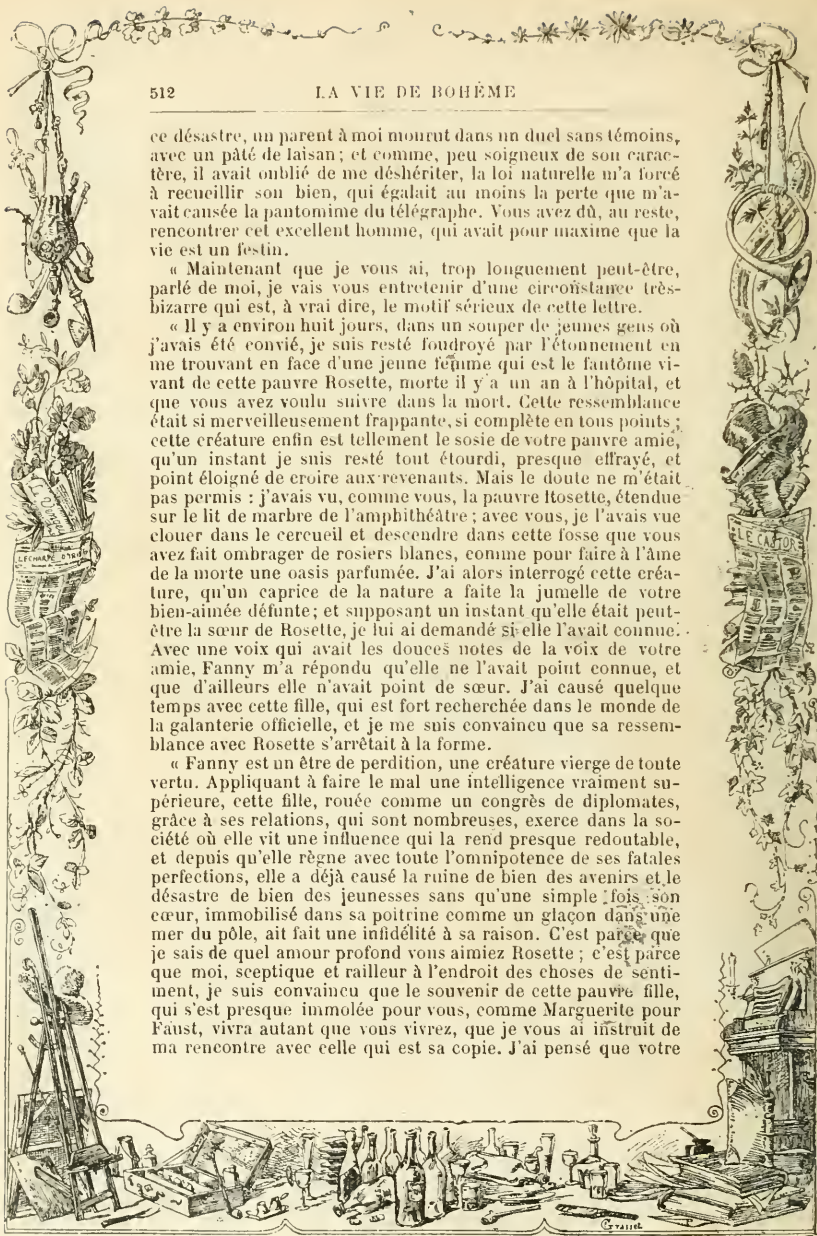 512
LA VIE DE BOHÊME
ce désastre, un parent à moi mourut dans un duel sans témoins,
avec un pâté de faisan ; et comme, peu soigneux de son carac-
tère, il avait oublié de me déshériter, la loi naturelle m'a forcé
à recueillir son bien, qui égalait au moins la perte que m'a-
vait causée la pantomime du télégraphe. Vous avez dû, au reste,
rencontrer cet excellent homme, qui avait pour maxime que la
vie est un festin.
« Maintenant que je vous ai, trop longuement peut-être,
parlé de moi, je vais vous entretenir d'une circonstance très-
bizarre qui est, à vrai dire, le motif sérieux de cette lettre.
« Il y a environ huit jours, dans un souper de jeunes gens où
j'avais été convié, je suis resté foudroyé par l'étonnement en
me trouvant en face d'une jeune femme qui est le fantôme vi-
vant de cette pauvre Rosette, morte il y a un an à l'hôpital, et
que vous avez voulu suivre dans la mort. Cette ressemblance
était si merveilleusement frappante, si complète en tous points ;
cette créature enfin est tellement le sosie de votre pauvre amie,
qu'un instant je suis resté tout étourdi, presque effrayé, et
point éloigné de croire aux revenants. Mais le doute ne m'était
pas permis : j'avais vu, comme vous, la pauvre Rosette, étendue
sur le lit de marbre de l'amphithéâtre ; avec vous, je l'avais vue
clouer dans le cercueil et descendre dans cette fosse que vous
avez fait ombrager de rosiers blancs, comme pour faire à l'âme
de la morte une oasis parfumée. J'ai alors interrogé cette créa-
ture, qu'un caprice de la nature a faite la jumelle de votre
bien-aimée défunte ; et supposant un instant qu'elle était peut-
être la sœur de Rosette, je lui ai demandé si elle l'avait connue.
Avec une voix qui avait les douces notes de la voix de votre
amie, Fanny m'a répondu qu'elle ne l'avait point connue, et
que d'ailleurs elle n'avait point de sœur. J'ai causé quelque
temps avec cette fille, qui est fort recherchée dans le monde de
la galanterie officielle, et je me suis convaincu que sa ressem-
blance avec Rosette s'arrêtait à la forme.
« Fanny est un être de perdition, une créature vierge de toute
vertu. Appliquant à faire le mal une intelligence vraiment su-
périeure, cette fille, rouée comme un congrès de diplomates,
grâce à ses relations, qui sont nombreuses, exerce dans la so-
ciété où elle vit une influence qui la rend presque redoutable,
et depuis qu'elle règne avec toute l'omnipotence de ses fatales
perfections, elle a déjà causé la ruine de bien des avenirs et le
désastre de bien des jeunesses sans qu'une simple fois son
cœur, immobilisé dans sa poitrine comme un glaçon dans une
mer du pôle, ait fait une infidélité à sa raison. C'est parce que
je sais de quel amour profond vous aimiez Rosette ; c'est parce
que moi, sceptique et railleur à l'endroit des choses de senti-
ment, je suis convaincu que le souvenir de cette pauvre fille,
qui s'est presque immolée pour vous, comme Marguerite pour
Faust, vivra autant que vous vivrez, que je vous ai instruit de
ma rencontre avec celle qui est sa copie. J'ai pensé que votre
LE CASTOR
Grasset